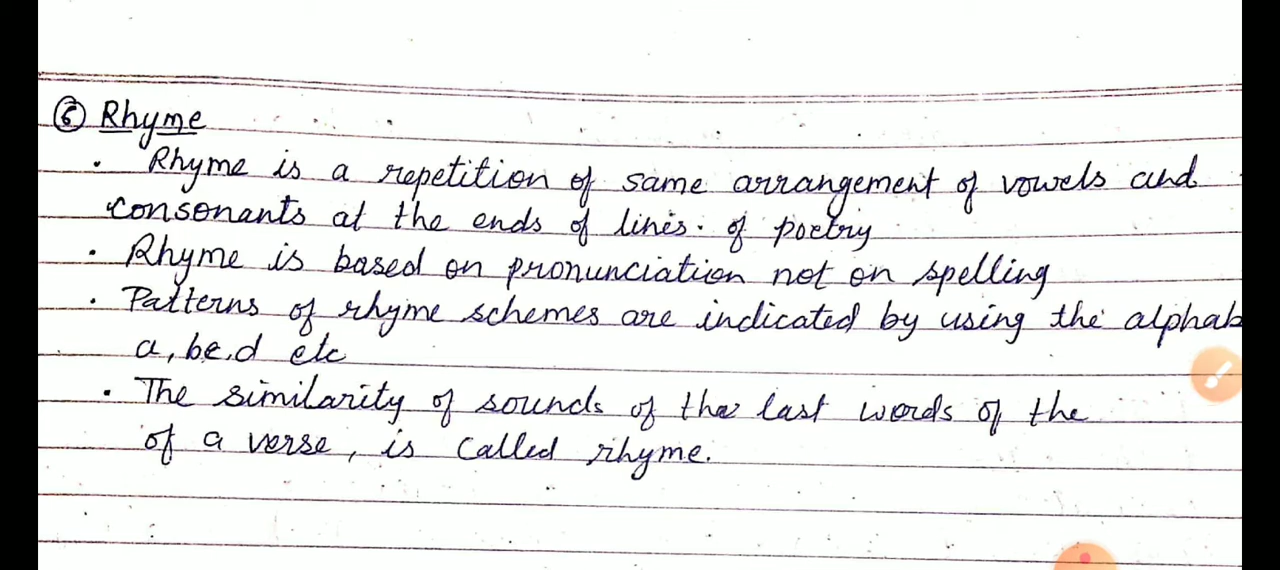 ⑥ Rhyme
• Rhyme is a repetition of same arrangement of vowels and
consonants at the ends of lines. of poetry
• Rhyme is based on pronunciation not on spelling
• Patterns of rhyme schemes are indicated by using the alphab
a, bc, d etc
• The similarity of sounds of the last words of the
of a verse, is called rhyme.